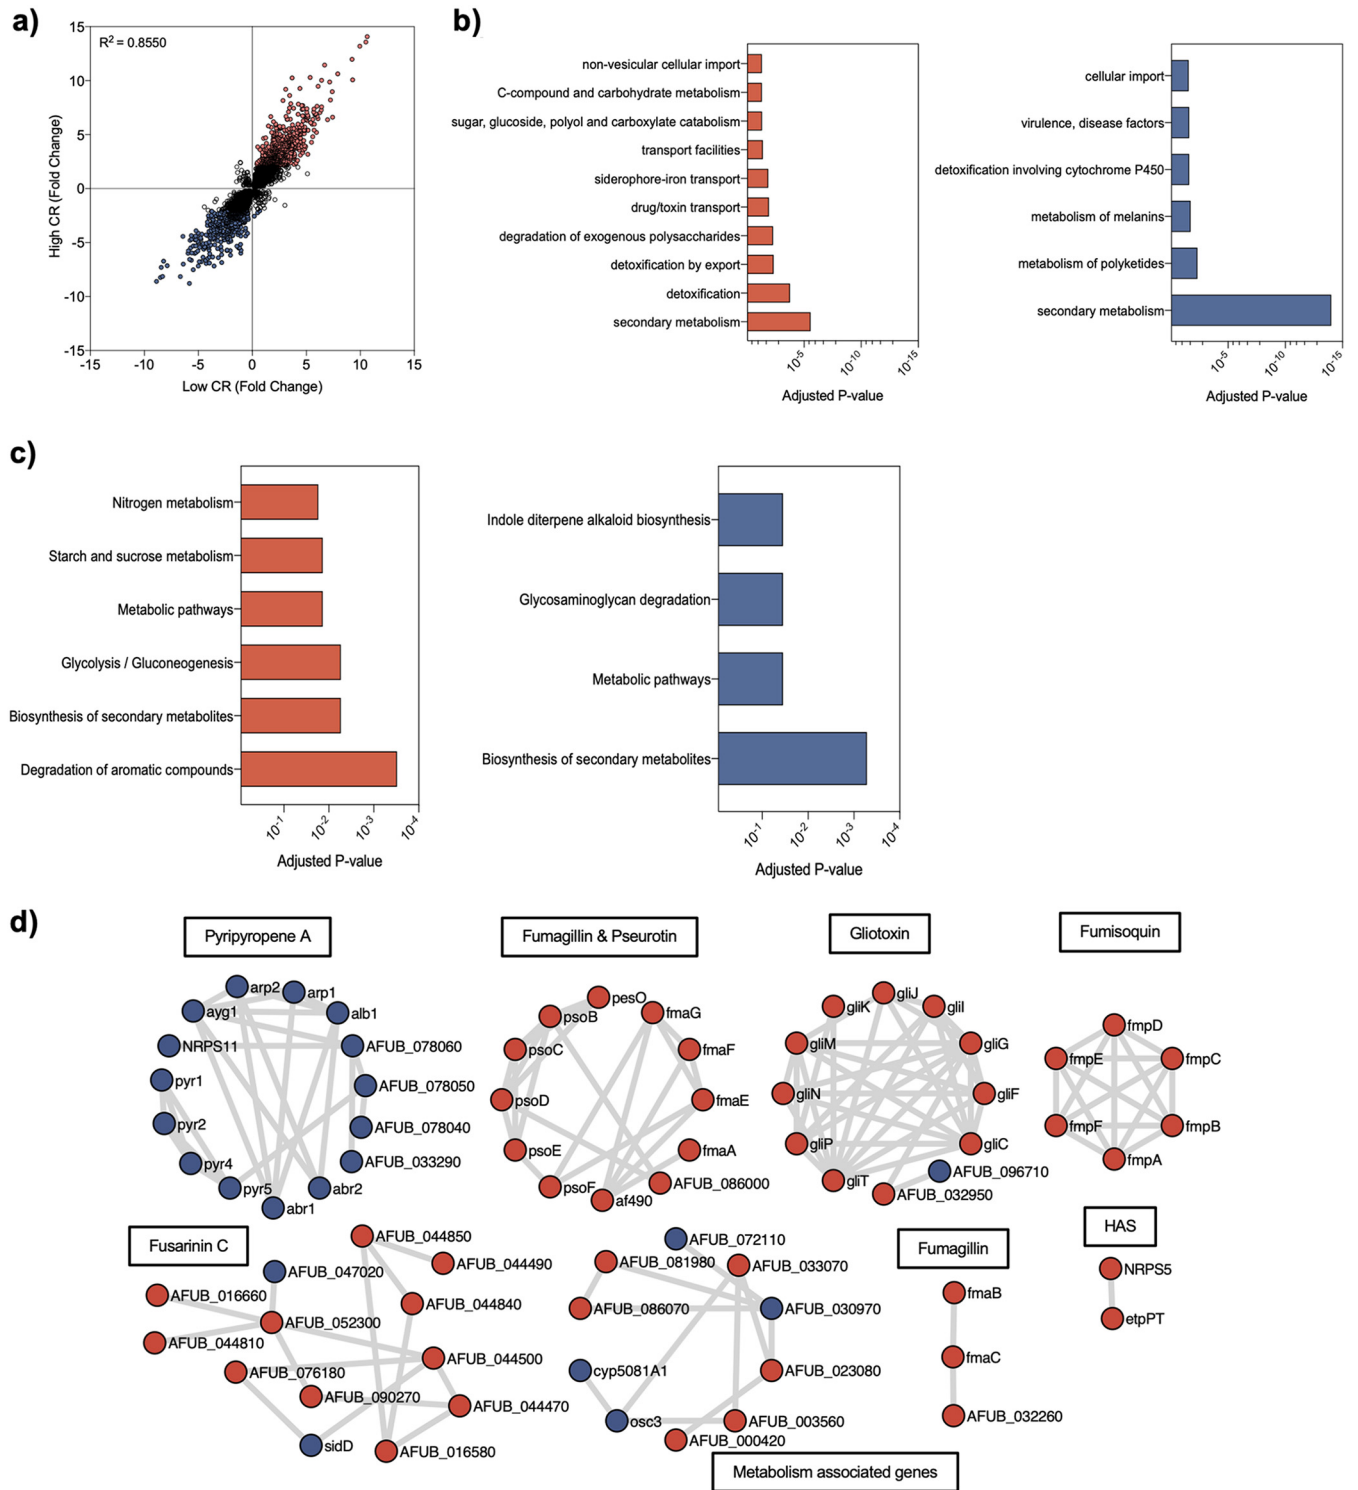 a)
R² = 0.8550
15
10
5
0
-5
-10
-15
-15
-10
-5
0
5
10
15
High CR (Fold Change)
Low CR (Fold Change)
b)
non-vesicular cellular import
C-compound and carbohydrate metabolism
sugar, glucoside, polyol and carboxylate catabolism
transport facilities
siderophore-iron transport
drug/toxin transport
degradation of exogenous polysaccharides
detoxification by export
detoxification
secondary metabolism
10⁻⁵
10⁻¹⁰
10⁻¹⁵
Adjusted P-value
cellular import
virulence, disease factors
detoxification involving cytochrome P450
metabolism of melanins
metabolism of polyketides
secondary metabolism
10⁻⁵
10⁻¹⁰
10⁻¹⁵
Adjusted P-value
c)
Nitrogen metabolism
Starch and sucrose metabolism
Metabolic pathways
Glycolysis / Gluconeogenesis
Biosynthesis of secondary metabolites
Degradation of aromatic compounds
10⁻¹
10⁻²
10⁻³
10⁻⁴
Adjusted P-value
Indole diterpene alkaloid biosynthesis
Glycosaminoglycan degradation
Metabolic pathways
Biosynthesis of secondary metabolites
10⁻¹
10⁻²
10⁻³
10⁻⁴
Adjusted P-value
d)
Pyripyropene A
arp2
arp1
ayg1
alb1
NRPS11
AFUB_078060
pyr1
AFUB_078050
pyr2
AFUB_078040
pyr4
AFUB_033290
pyr5
abr2
abr1
Fumagillin & Pseurotin
pesO
psoB
fmaG
psoC
fmaF
psoD
fmaE
psoE
fmaA
psoF
AFUB_086000
af490
Gliotoxin
gliJ
gliK
gliI
gliM
gliG
gliN
gliF
gliP
gliC
gliT
AFUB_096710
AFUB_032950
Fumisoquin
fmpD
fmpE
fmpC
fmpF
fmpB
fmpA
Fusarinin C
AFUB_044850
AFUB_044490
AFUB_047020
AFUB_016660
AFUB_044840
AFUB_052300
AFUB_044810
AFUB_044500
AFUB_076180
AFUB_090270
AFUB_044470
sidD
AFUB_016580
AFUB_072110
AFUB_081980
AFUB_033070
AFUB_086070
AFUB_030970
cyp5081A1
AFUB_023080
osc3
AFUB_003560
AFUB_000420
Metabolism associated genes
Fumagillin
fmaB
fmaC
AFUB_032260
HAS
NRPS5
etpPT